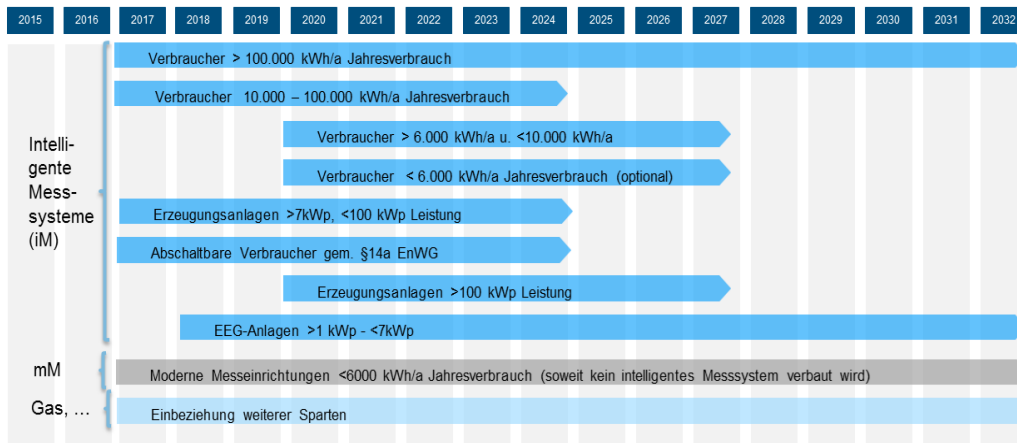 2015 2016 2017 2018 2019 2020 2021 2022 2023 2024 2025 2026 2027 2028 2029 2030 2031 2032
Verbraucher > 100.000 kWh/a Jahresverbrauch
Verbraucher 10.000 – 100.000 kWh/a Jahresverbrauch
Verbraucher > 6.000 kWh/a u. <10.000 kWh/a
Verbraucher < 6.000 kWh/a Jahresverbrauch (optional)
Erzeugungsanlagen >7kWp, <100 kWp Leistung
Abschaltbare Verbraucher gem. §14a EnWG
Erzeugungsanlagen >100 kWp Leistung
EEG-Anlagen >1 kWp - <7kWp
Intelli-
gente
Mess-
systeme
(iM)
mM
Moderne Messeinrichtungen <6000 kWh/a Jahresverbrauch (soweit kein intelligentes Messsystem verbaut wird)
Gas, ...
Einbeziehung weiterer Sparten